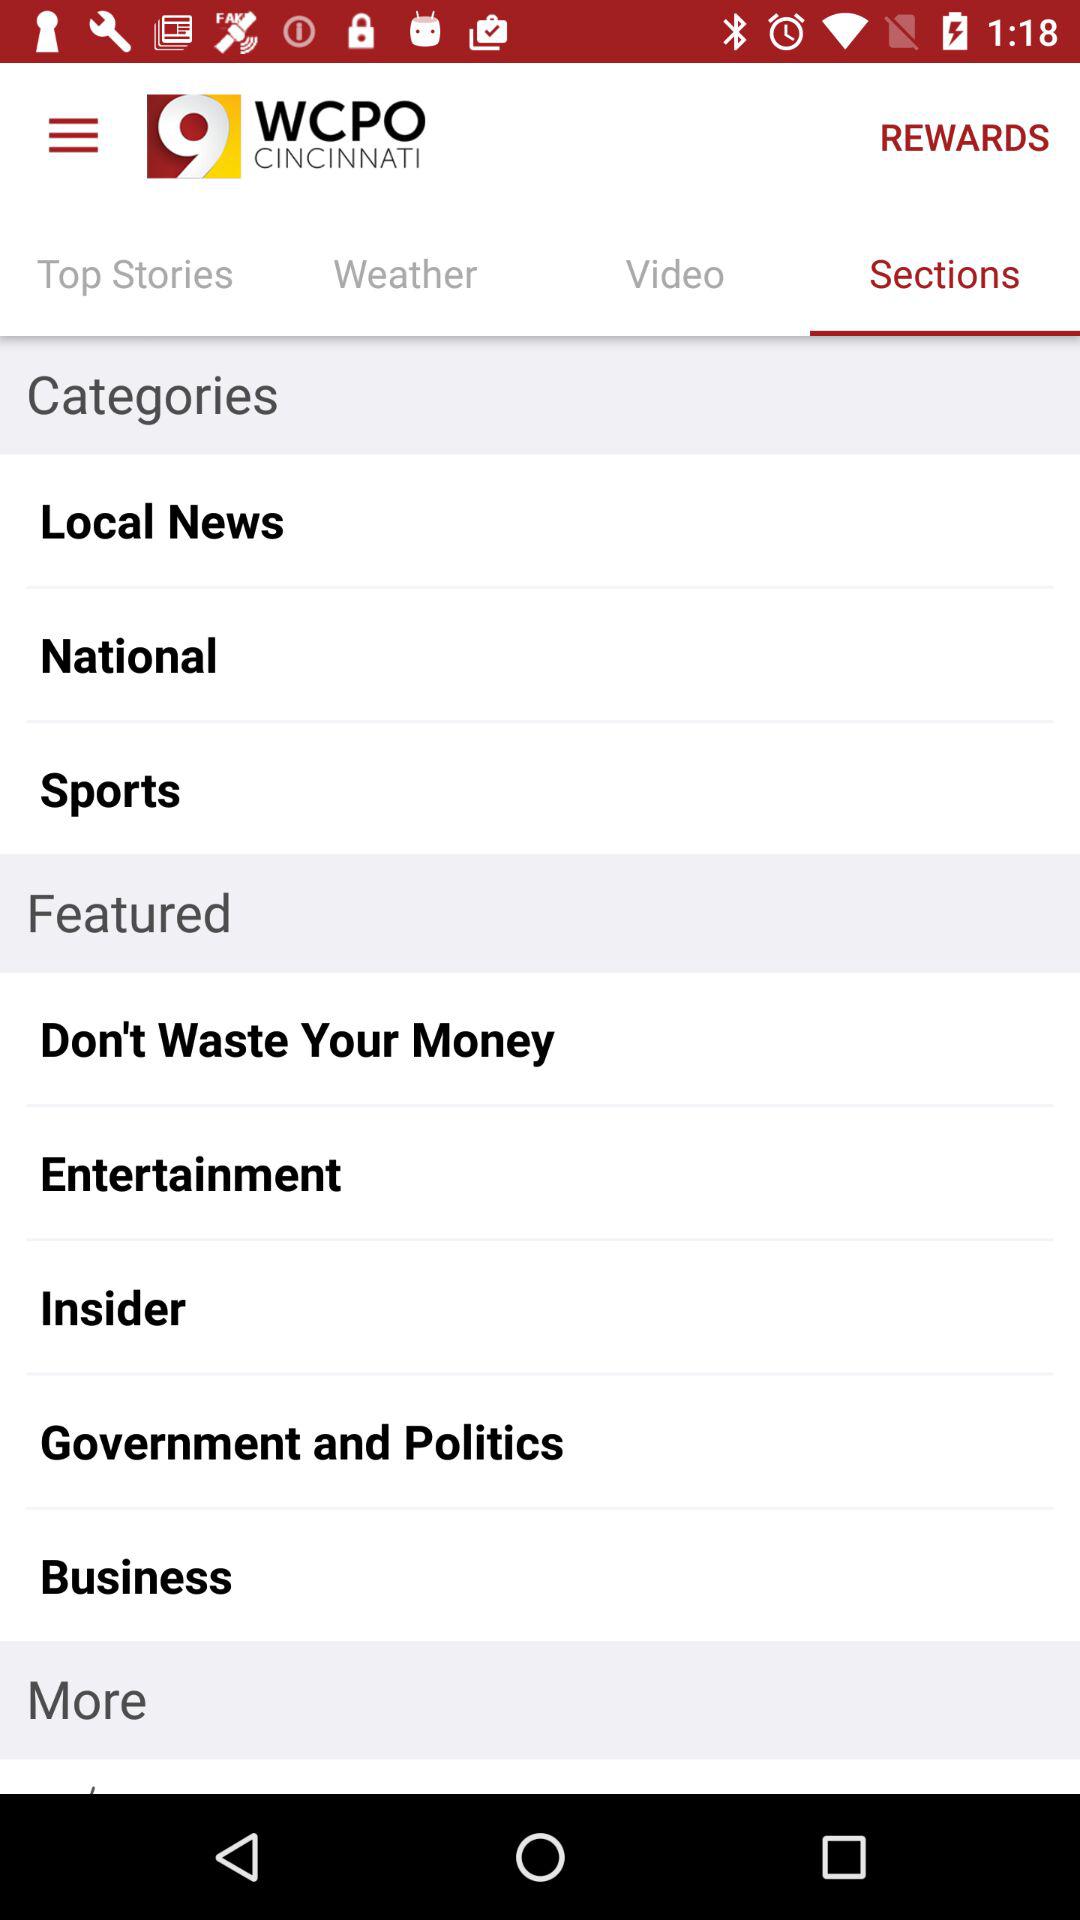 FAKE
1:18
9 WCPO
CINCINNATI
REWARDS
Top Stories Weather Video Sections
Categories
Local News
National
Sports
Featured
Don't Waste Your Money
Entertainment
Insider
Government and Politics
Business
More